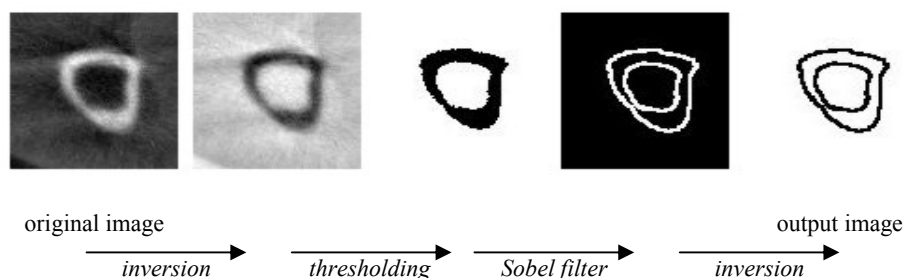 original image
output image
inversion
thresholding
Sobel filter
inversion